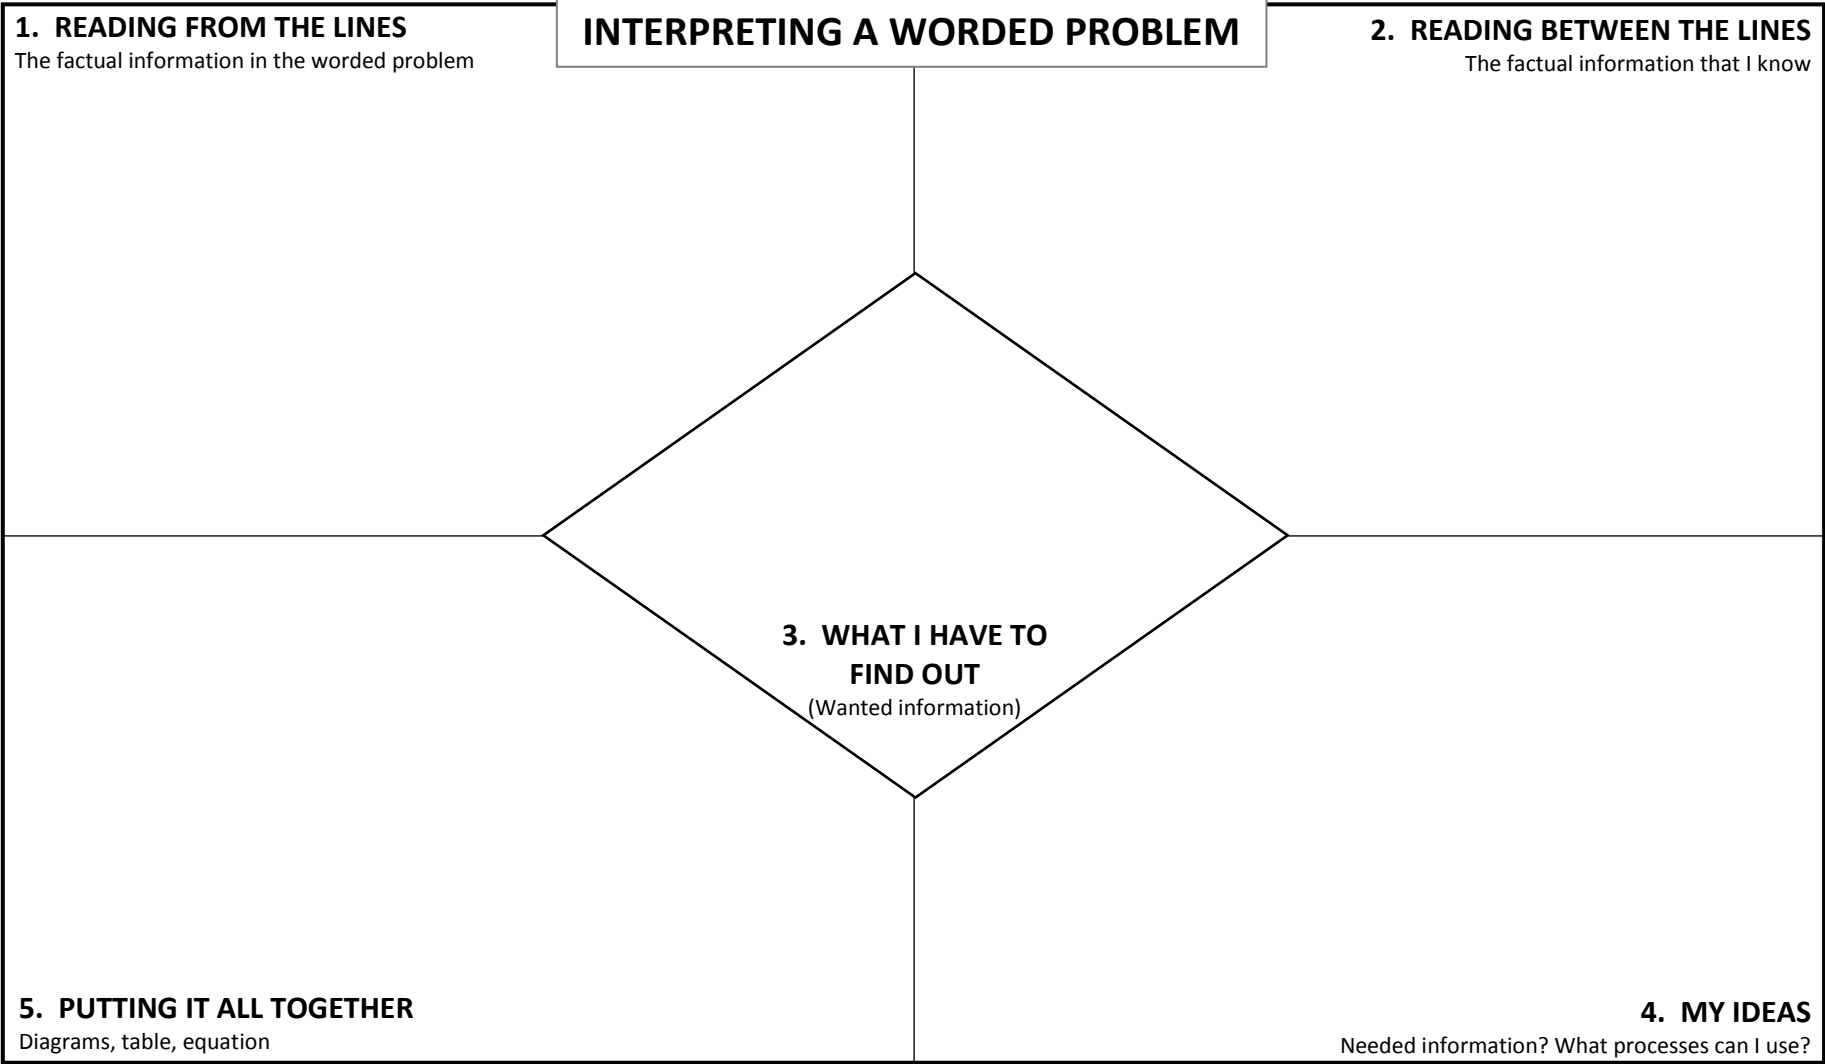 INTERPRETING A WORDED PROBLEM
1. READING FROM THE LINES
The factual information in the worded problem
2. READING BETWEEN THE LINES
The factual information that I know
3. WHAT I HAVE TO
FIND OUT
(Wanted information)
4. MY IDEAS
Needed information? What processes can I use?
5. PUTTING IT ALL TOGETHER
Diagrams, table, equation